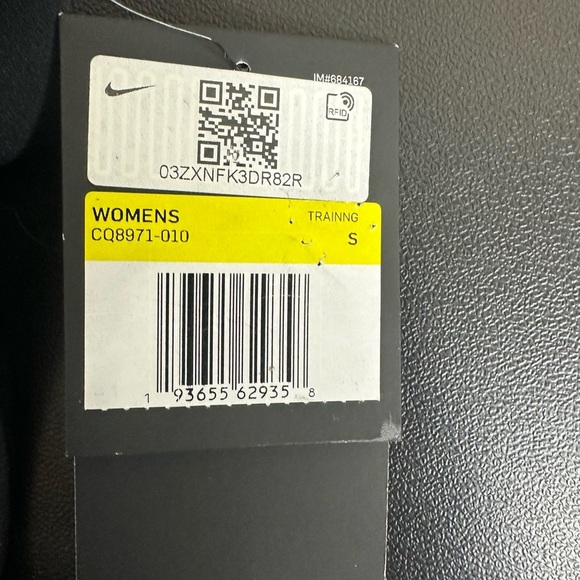 IM#684167
RFID
03ZXNFK3DR82R
WOMENS TRAINNG
CQ8971-010 S
1 93655 62935 8